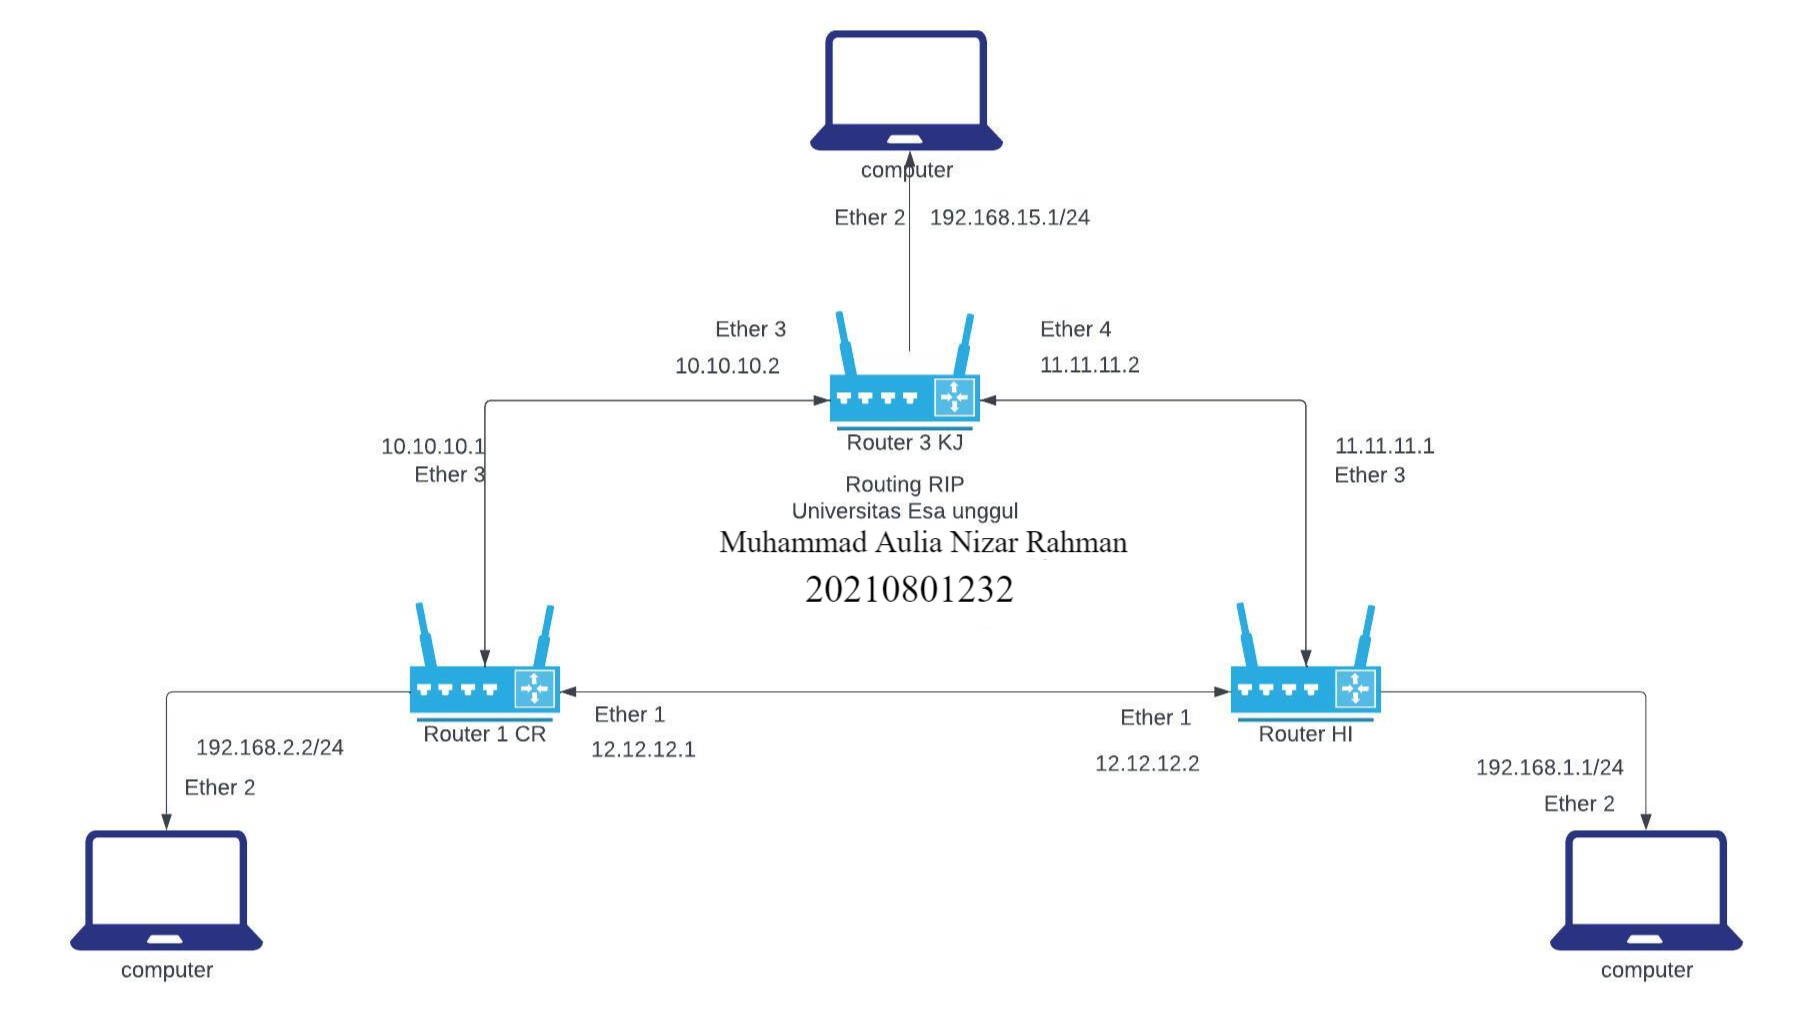 computer
Ether 2 192.168.15.1/24
Ether 3
10.10.10.2
Ether 4
11.11.11.2
Router 3 KJ
10.10.10.1
Ether 3
11.11.11.1
Ether 3
Routing RIP
Universitas Esa unggul
Muhammad Aulia Nizar Rahman
20210801232
Router 1 CR
Ether 1
12.12.12.1
Ether 1
12.12.12.2
Router HI
192.168.2.2/24
Ether 2
192.168.1.1/24
Ether 2
computer
computer